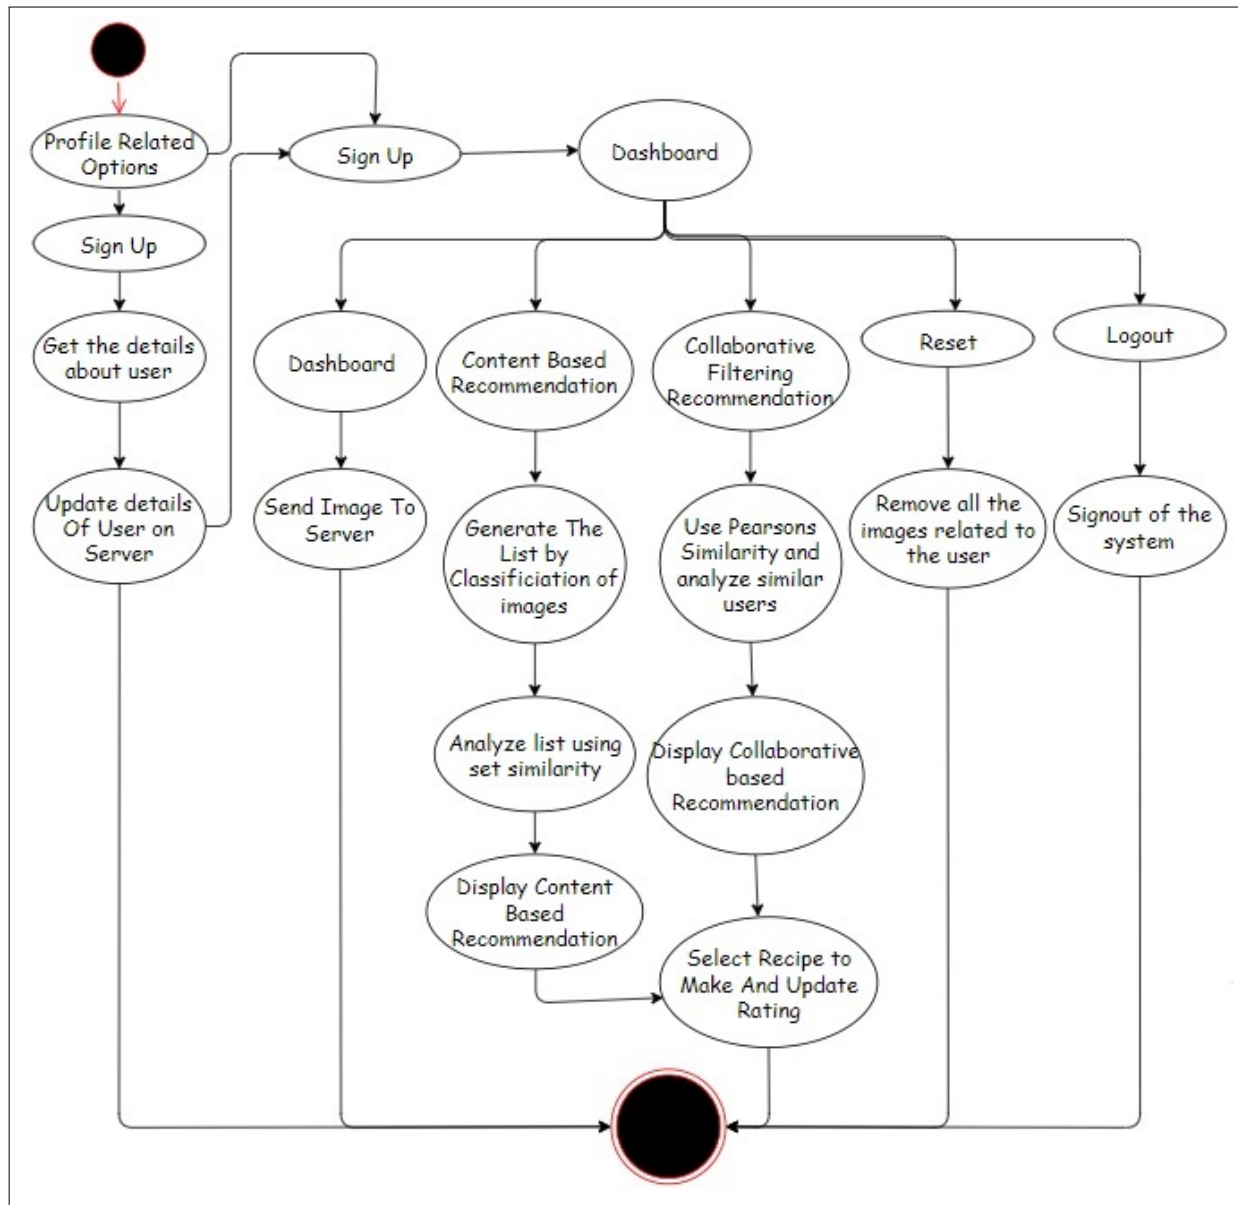 Profile Related
Options
Sign Up
Dashboard
Sign Up
Get the details
about user
Update details
Of User on
Server
Dashboard
Send Image To
Server
Content Based
Recommendation
Generate The
List by
Classificiation of
images
Analyze list using
set similarity
Display Content
Based
Recommendation
Collaborative
Filtering
Recommendation
Use Pearsons
Similarity and
analyze similar
users
Display Collaborative
based
Recommendation
Select Recipe to
Make And Update
Rating
Reset
Remove all the
images related to
the user
Logout
Signout of the
system